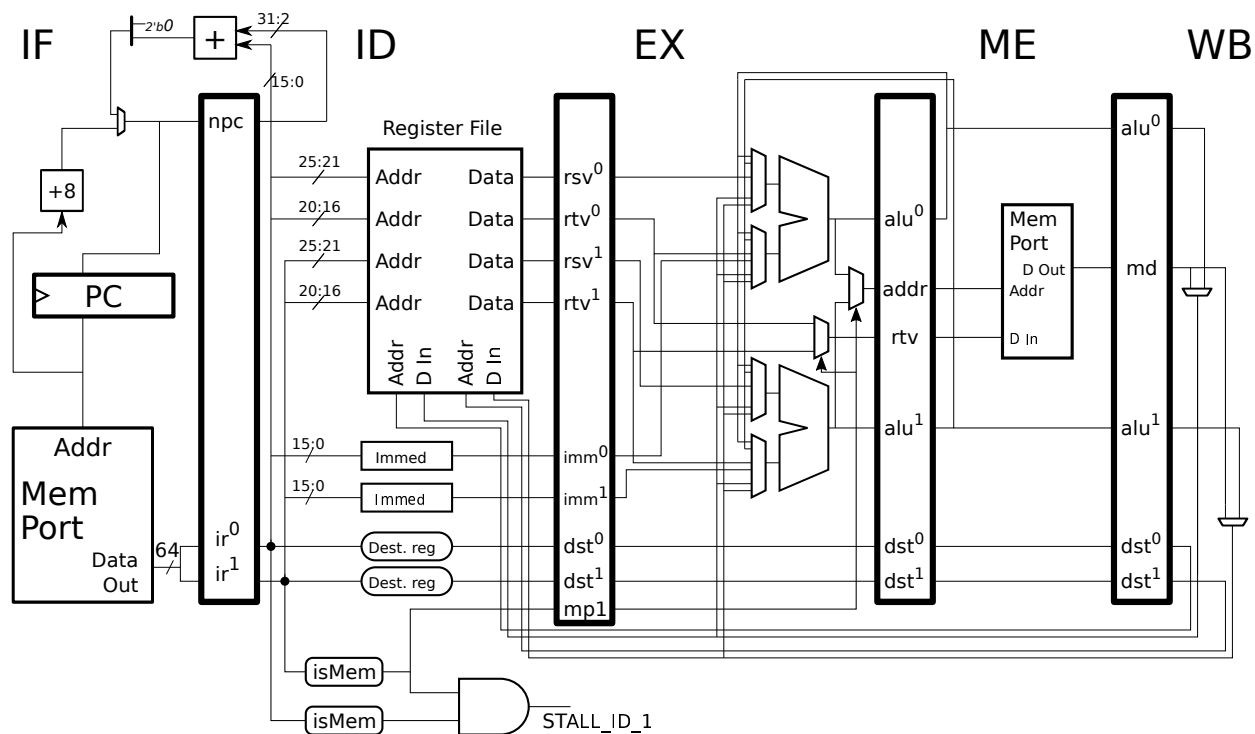 IF
ID
EX
ME
WB
2'b0
+
31:2
15:0
npc
+8
PC
Addr
Mem
Port
Data
Out
64
ir0
ir1
Register File
25:21
Addr
Data
20:16
Addr
Data
25:21
Addr
Data
20:16
Addr
Data
Addr
D In
Addr
D In
15:0
Immed
15:0
Immed
Dest. reg
Dest. reg
isMem
isMem
STALL_ID_1
rsv0
rtv0
rsv1
rtv1
imm0
imm1
dst0
dst1
mp1
alu0
addr
rtv
alu1
dst0
dst1
Mem
Port
D Out
Addr
D In
alu0
md
alu1
dst0
dst1